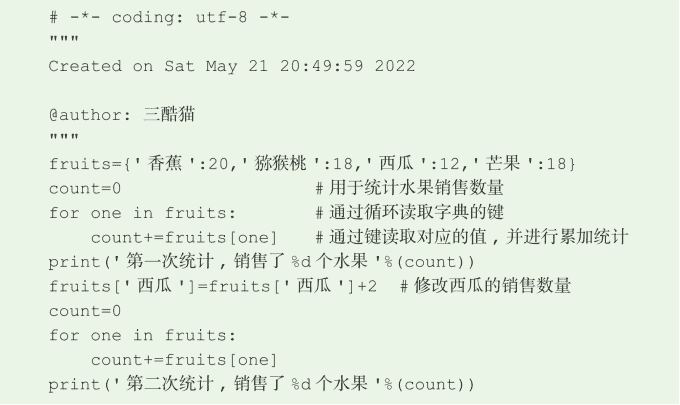 # -*- coding: utf-8 -*-
"""
Created on Sat May 21 20:49:59 2022

@author: 三酷猫
"""
fruits={'香蕉':20,'猕猴桃':18,'西瓜':12,'芒果':18}
count=0                   #用于统计水果销售数量
for one in fruits:        #通过循环读取字典的键
    count+=fruits[one]    #通过键读取对应的值，并进行累加统计
print('第一次统计，销售了%d个水果'%(count))
fruits['西瓜']=fruits['西瓜']+2  #修改西瓜的销售数量
count=0
for one in fruits:
    count+=fruits[one]
print('第二次统计，销售了%d个水果'%(count))